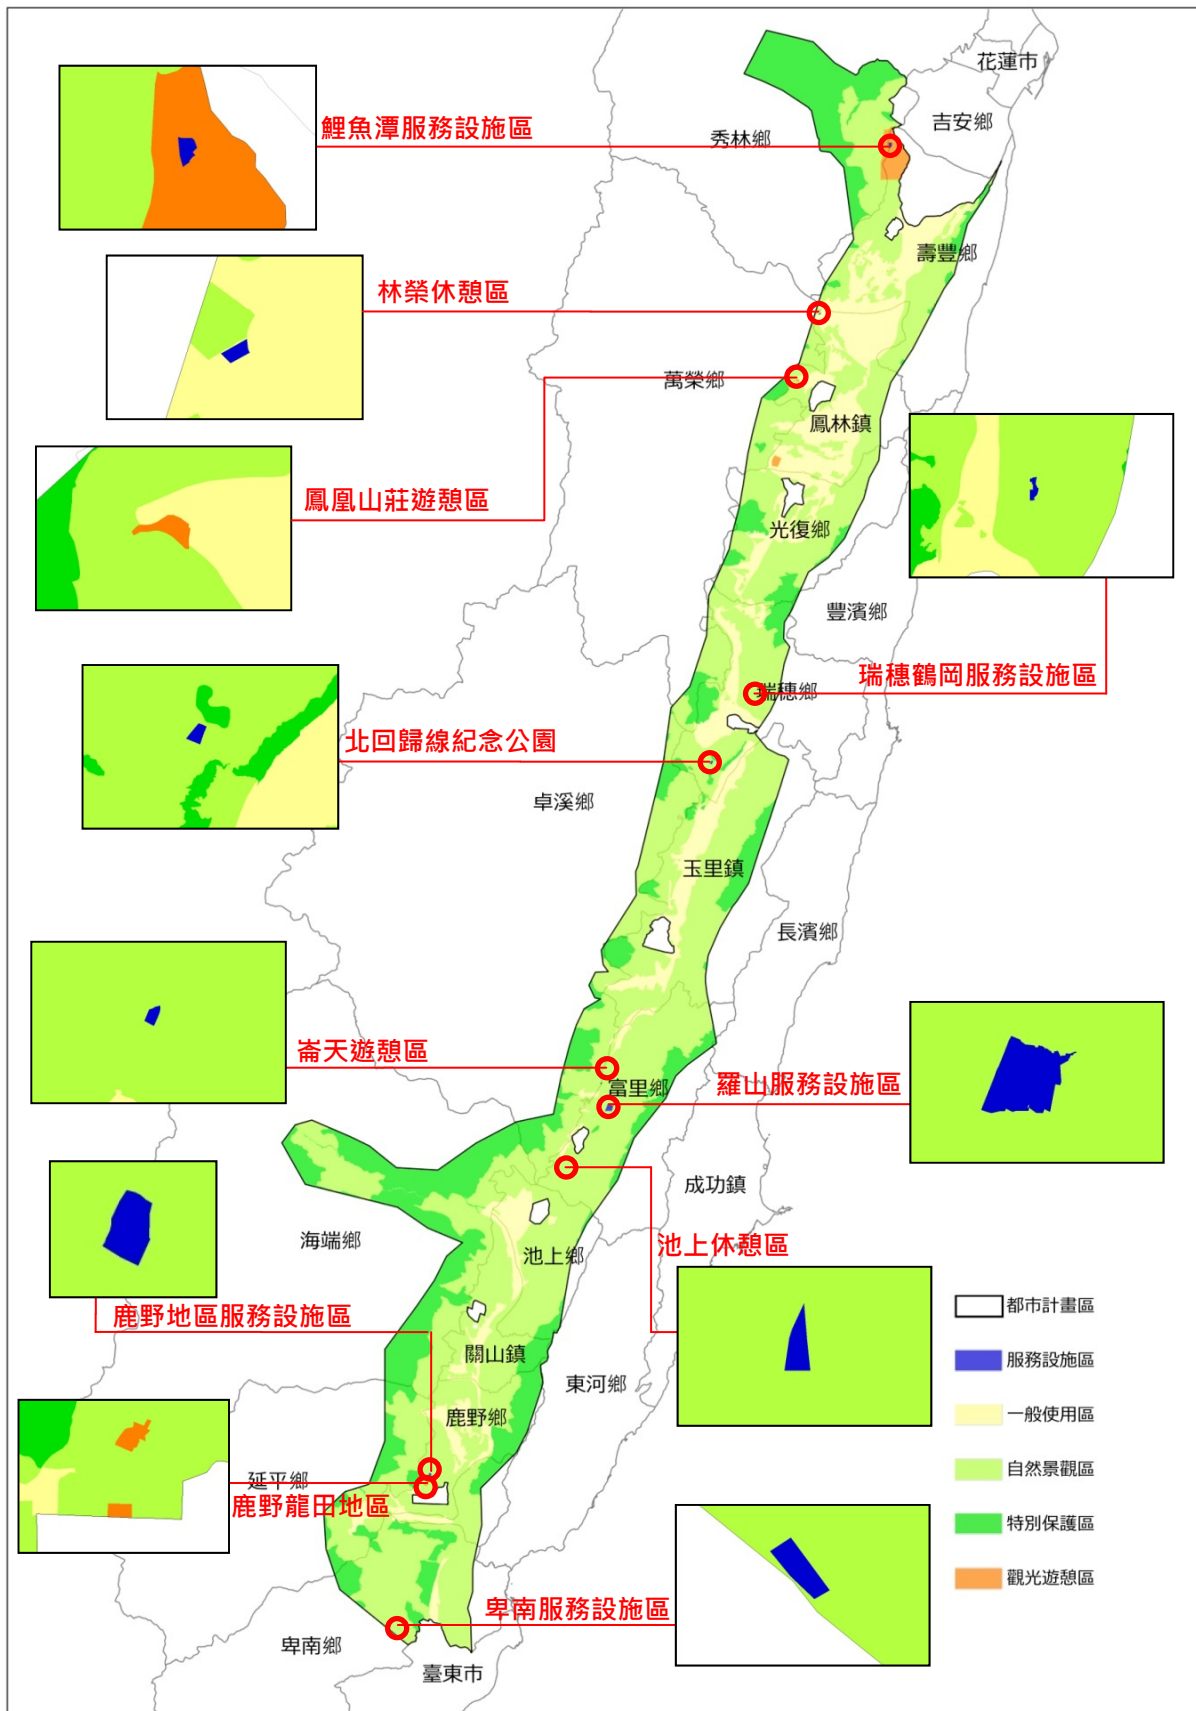 花蓮市
吉安鄉
鯉魚潭服務設施區
秀林鄉
壽豐鄉
林榮休憩區
萬榮鄉
鳳林鎮
鳳凰山莊遊憩區
光復鄉
豐濱鄉
瑞穗鶴岡服務設施區
瑞穗鄉
北回歸線紀念公園
卓溪鄉
玉里鎮
長濱鄉
崙天遊憩區
富里鄉
羅山服務設施區
成功鎮
海端鄉
池上鄉
池上休憩區
都市計畫區
鹿野地區服務設施區
關山鎮
服務設施區
東河鄉
一般使用區
鹿野鄉
自然景觀區
延平鄉
鹿野龍田地區
特別保護區
觀光遊憩區
卑南服務設施區
卑南鄉
臺東市